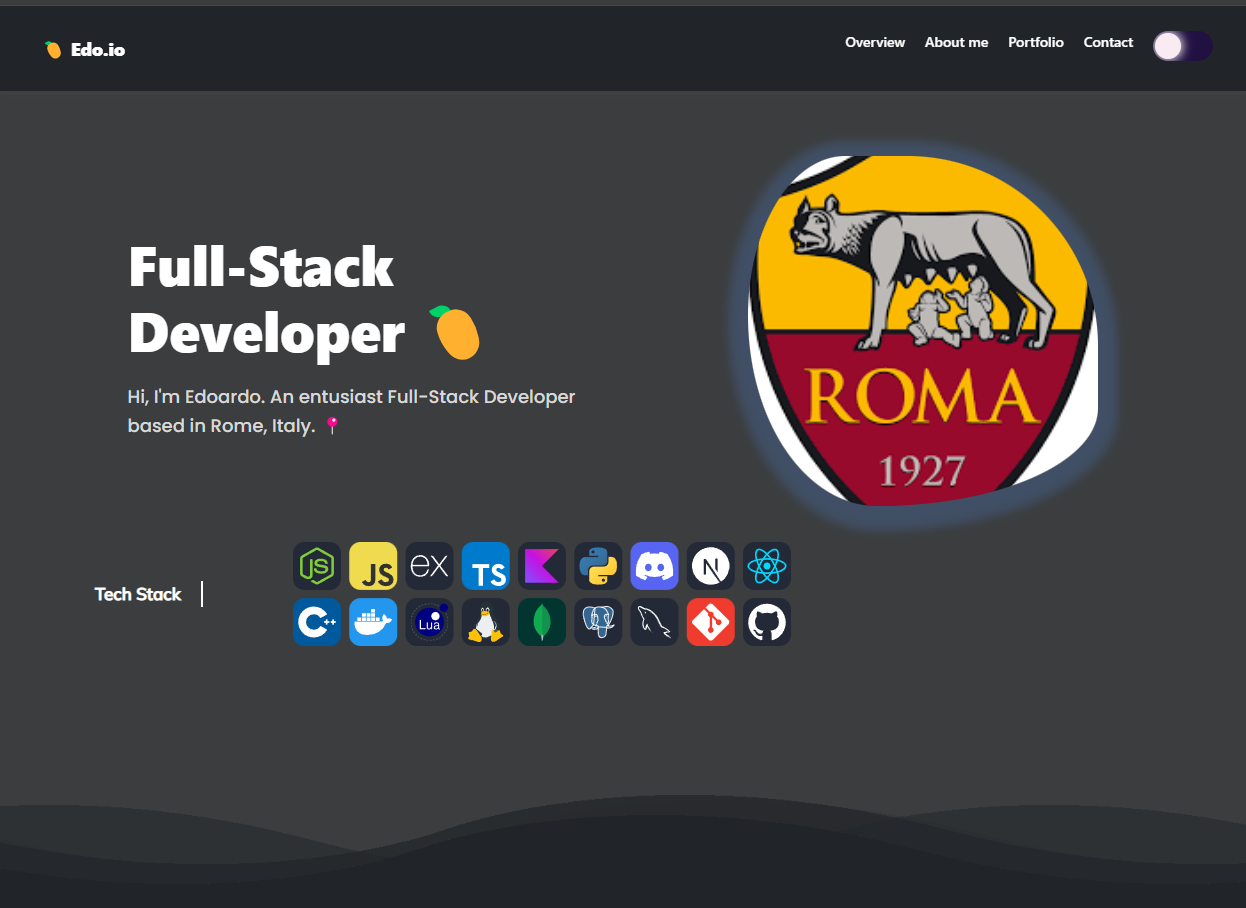 Edo.io
Overview About me Portfolio Contact
Full-Stack
Developer
Hi, I'm Edoardo. An entusiast Full-Stack Developer
based in Rome, Italy.
ROMA
1927
Tech Stack
JS JS ex TS N
C++ Lua